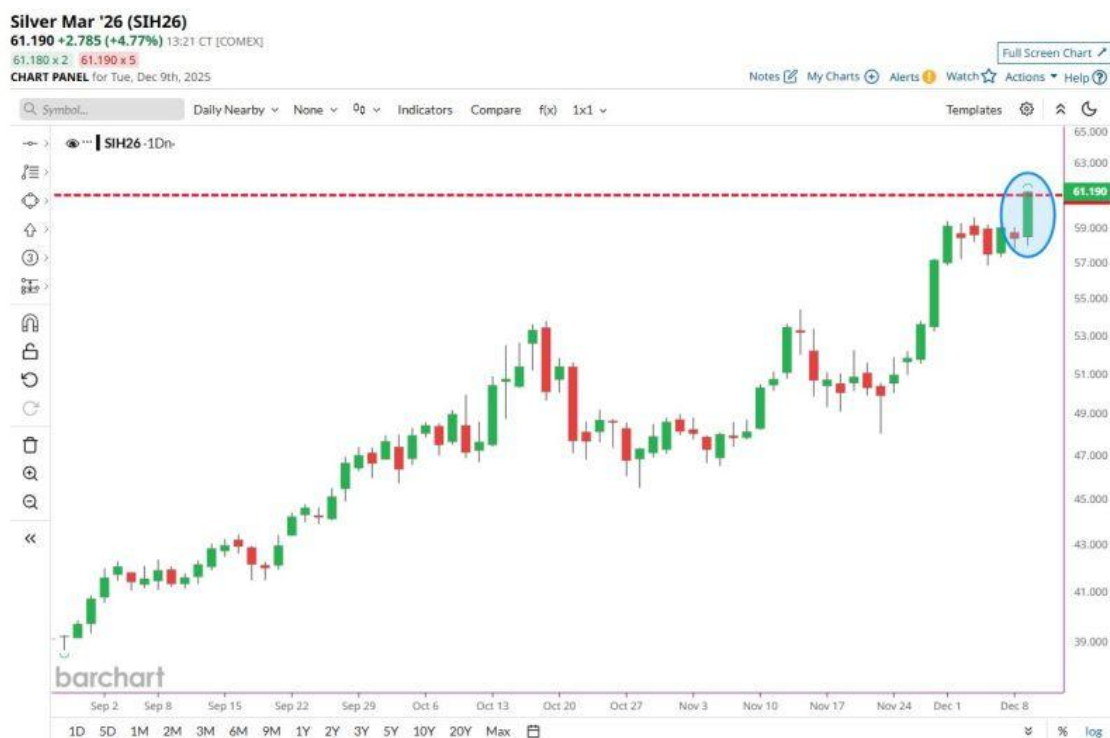 Silver Mar '26 (SIH26)
61.190 +2.785 (+4.77%) 13:21 CT [COMEX]
61.180 x 2 61.190 x 5
Full Screen Chart
CHART PANEL for Tue, Dec 9th, 2025
Notes My Charts Alerts Watch Actions Help
Symbol... Daily Nearby None Indicators Compare f(x) 1x1 Templates
SIH26 -1Dn-
65.000
63.000
61.190
59.000
57.000
55.000
53.000
51.000
49.000
47.000
45.000
43.000
41.000
39.000
barchart
Sep 2 Sep 8 Sep 15 Sep 22 Sep 29 Oct 6 Oct 13 Oct 20 Oct 27 Nov 3 Nov 10 Nov 17 Nov 24 Dec 1 Dec 8
1D 5D 1M 2M 3M 6M 9M 1Y 2Y 3Y 5Y 10Y 20Y Max % log